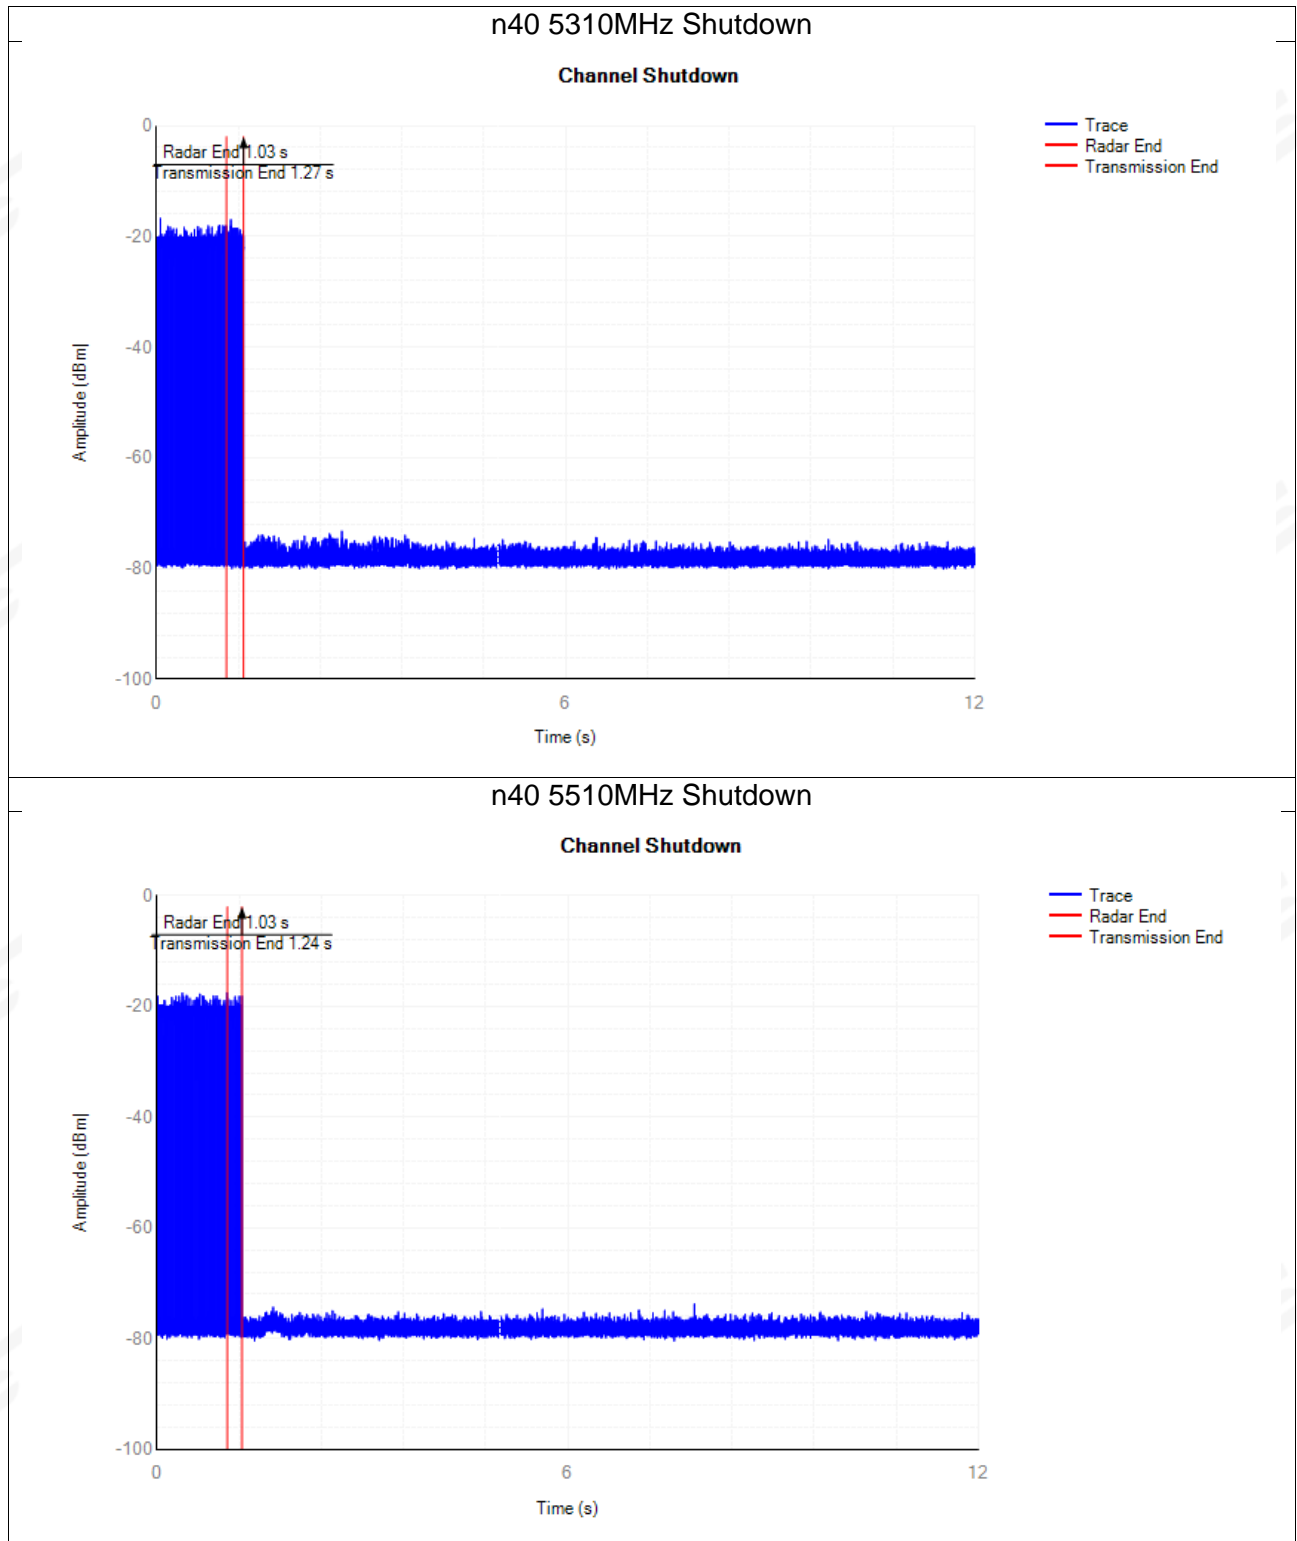 n40 5310MHz Shutdown
Channel Shutdown
Trace
Radar End
Transmission End
Radar End 1.03 s
Transmission End 1.27 s
0
-20
-40
-60
-80
-100
Amplitude [dBm]
0 6 12
Time (s)
n40 5510MHz Shutdown
Channel Shutdown
Trace
Radar End
Transmission End
Radar End 1.03 s
Transmission End 1.24 s
0
-20
-40
-60
-80
-100
Amplitude [dBm]
0 6 12
Time (s)